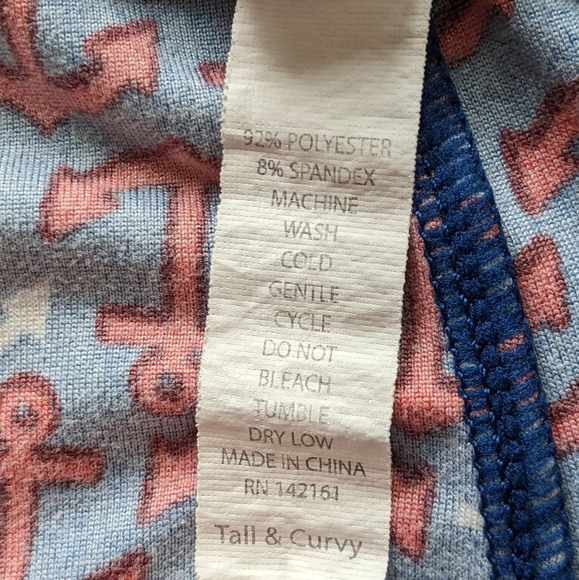 92% POLYESTER
8% SPANDEX
MACHINE
WASH
COLD
GENTLE
CYCLE
DO NOT
BLEACH
TUMBLE
DRY LOW
MADE IN CHINA
RN 142161
Tall & Curvy